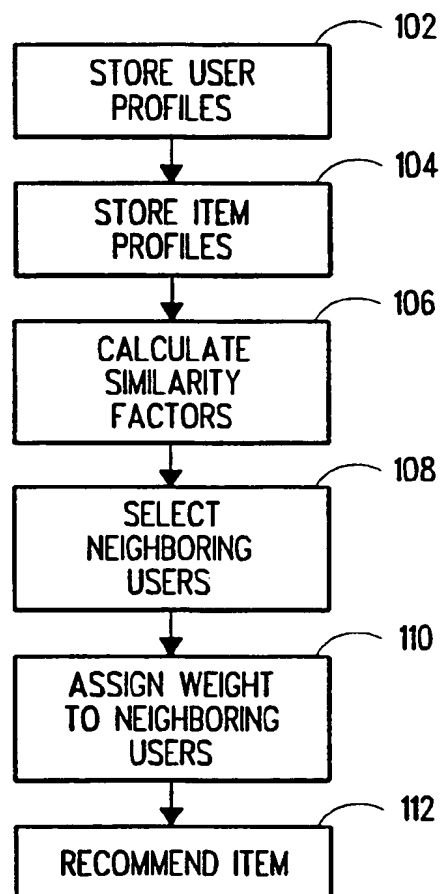 102
STORE USER
PROFILES
104
STORE ITEM
PROFILES
106
CALCULATE
SIMILARITY
FACTORS
108
SELECT
NEIGHBORING
USERS
110
ASSIGN WEIGHT
TO NEIGHBORING
USERS
112
RECOMMEND ITEM